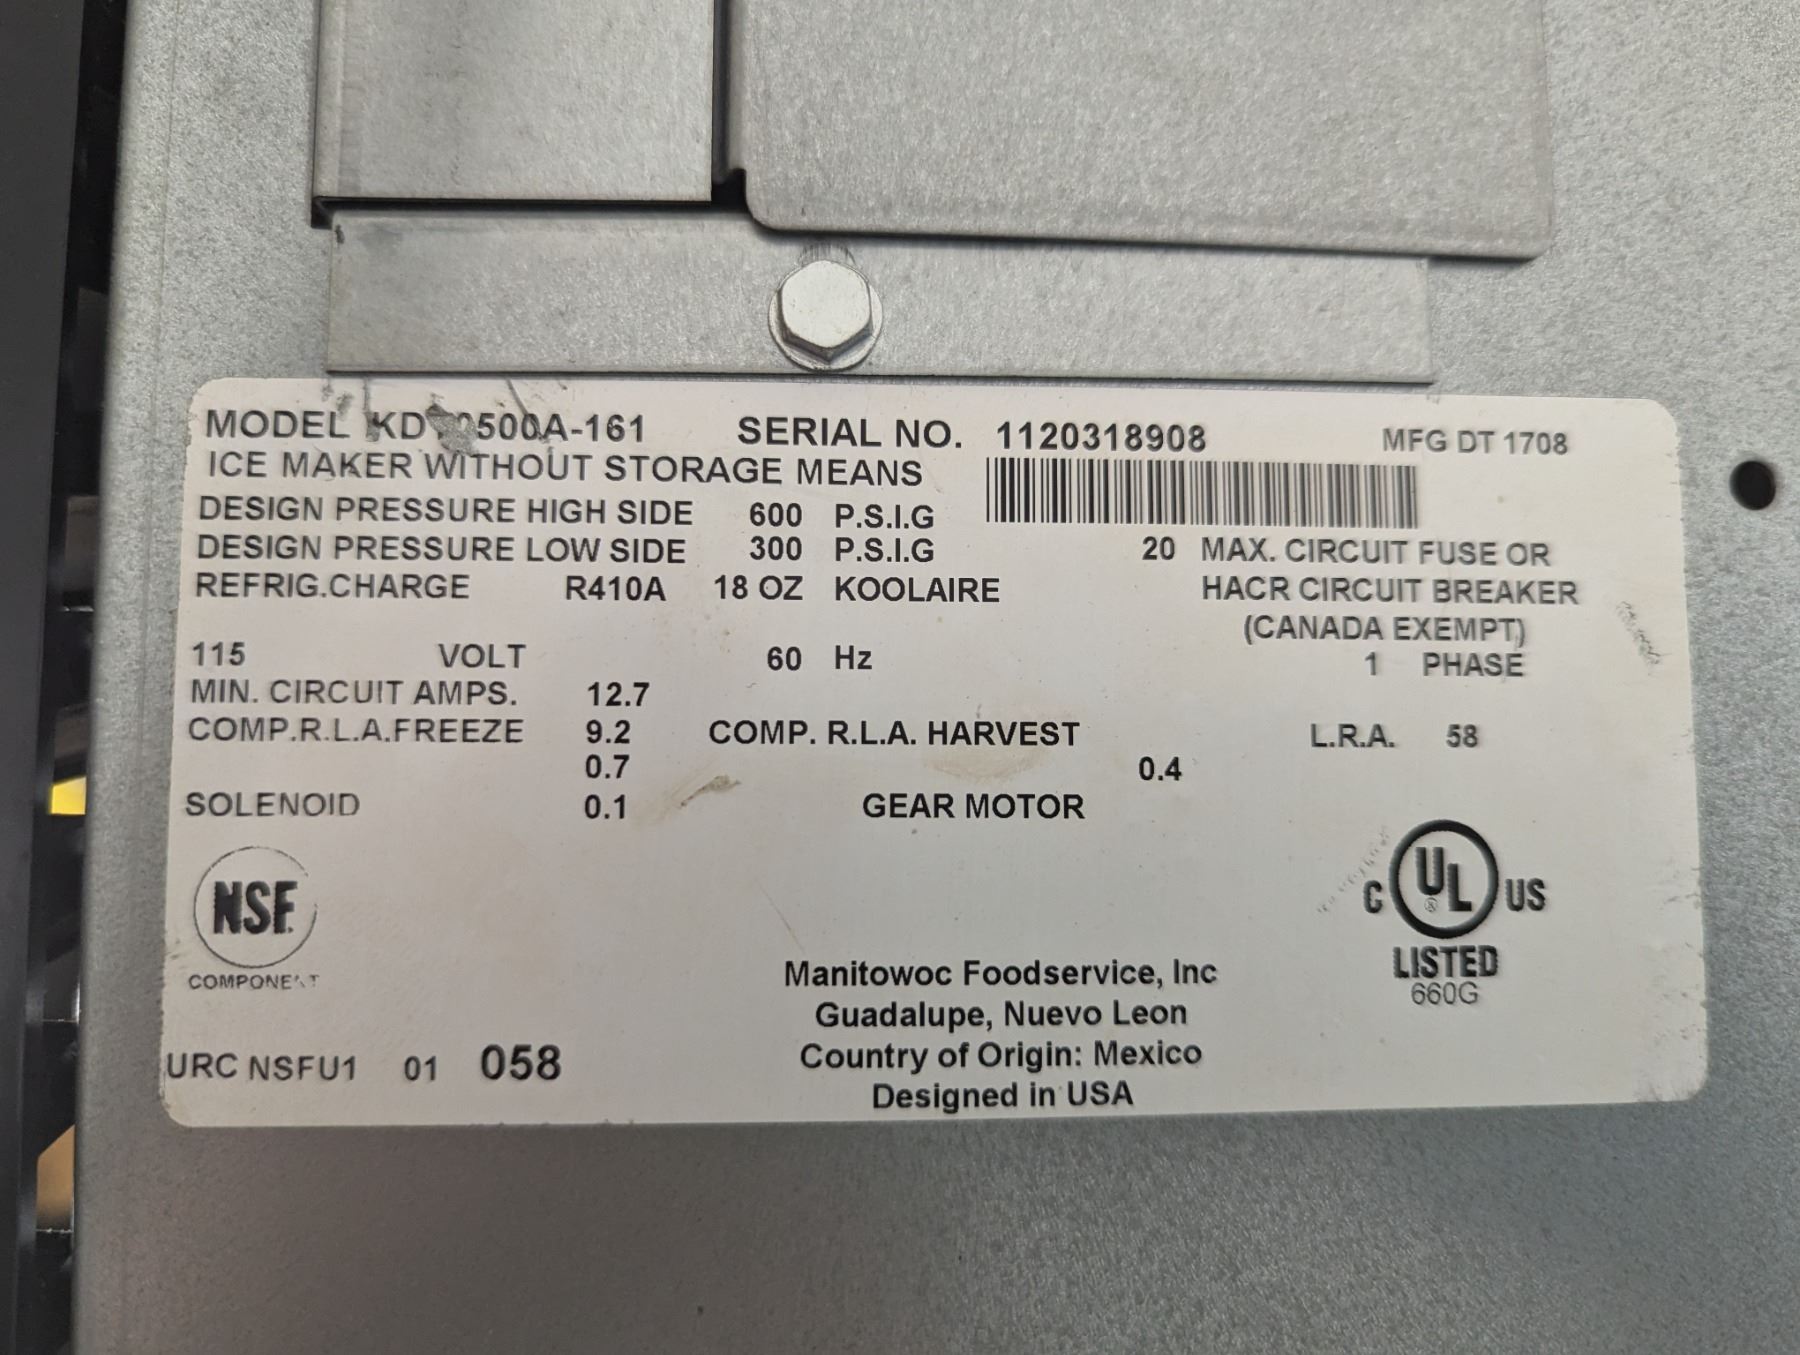 MODEL 500A-161 SERIAL NO. 1120318908 MFG DT 1708
ICE MAKER WITHOUT STORAGE MEANS
DESIGN PRESSURE HIGH SIDE 600 P.S.I.G
DESIGN PRESSURE LOW SIDE 300 P.S.I.G 20 MAX. CIRCUIT FUSE OR
REFRIG.CHARGE R410A 18 OZ KOOLAIRE HACR CIRCUIT BREAKER
(CANADA EXEMPT)
115 VOLT 60 Hz 1 PHASE
MIN. CIRCUIT AMPS. 12.7
COMP.R.L.A.FREEZE 9.2 COMP. R.L.A. HARVEST L.R.A. 58
0.7 0.4
SOLENOID 0.1 GEAR MOTOR
NSF.
COMPONENT
C UL® US
LISTED
660G
Manitowoc Foodservice, Inc
Guadalupe, Nuevo Leon
Country of Origin: Mexico
Designed in USA
URC NSFU1 01 058